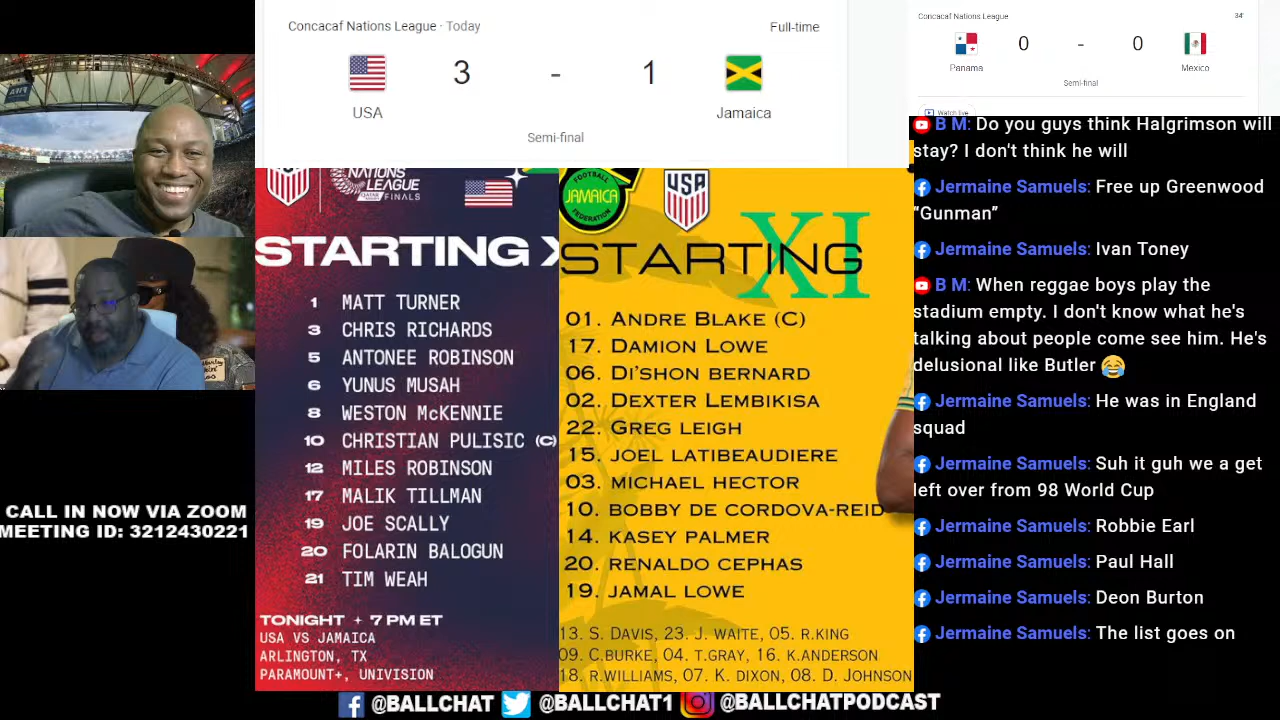 Concacaf Nations League · Today
Full-time
3 - 1
USA
Jamaica
Semi-final
Concacaf Nations League
34'
0 - 0
Panama
Mexico
Semi-final
Watch live
NATIONS
LEAGUE
FINALS
STARTING X
1 MATT TURNER
3 CHRIS RICHARDS
5 ANTONEE ROBINSON
6 YUNUS MUSAH
8 WESTON McKENNIE
10 CHRISTIAN PULISIC (C)
12 MILES ROBINSON
17 MALIK TILLMAN
19 JOE SCALLY
20 FOLARIN BALOGUN
21 TIM WEAH
TONIGHT + 7 PM ET
USA VS JAMAICA
ARLINGTON, TX
PARAMOUNT+, UNIVISION
FOOTBALL
JAMAICA
FEDERATION
USA
STARTING
XI
01. ANDRE BLAKE (C)
17. DAMION LOWE
06. DI'SHON BERNARD
02. DEXTER LEMBIKISA
22. GREG LEIGH
15. JOEL LATIBEAUDIERE
03. MICHAEL HECTOR
10. BOBBY DE CORDOVA-REID
14. KASEY PALMER
20. RENALDO CEPHAS
19. JAMAL LOWE
13. S. DAVIS, 23. J. WAITE, 05. R.KING
09. C.BURKE, 04. T.GRAY, 16. K.ANDERSON
18. R.WILLIAMS, 07. K. DIXON, 08. D. JOHNSON
B M: Do you guys think Halgrimson will
stay? I don't think he will
Jermaine Samuels: Free up Greenwood
“Gunman”
Jermaine Samuels: Ivan Toney
B M: When reggae boys play the
stadium empty. I don't know what he's
talking about people come see him. He's
delusional like Butler 😂
Jermaine Samuels: He was in England
squad
Jermaine Samuels: Suh it guh we a get
left over from 98 World Cup
Jermaine Samuels: Robbie Earl
Jermaine Samuels: Paul Hall
Jermaine Samuels: Deon Burton
Jermaine Samuels: The list goes on
CALL IN NOW VIA ZOOM
MEETING ID: 3212430221
@BALLCHAT @BALLCHAT1 @BALLCHATPODCAST